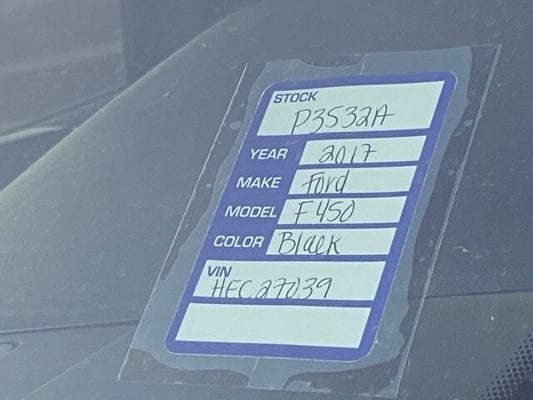 STOCK
P3532A
YEAR 2017
MAKE Ford
MODEL F450
COLOR Black
VIN
HEC27039